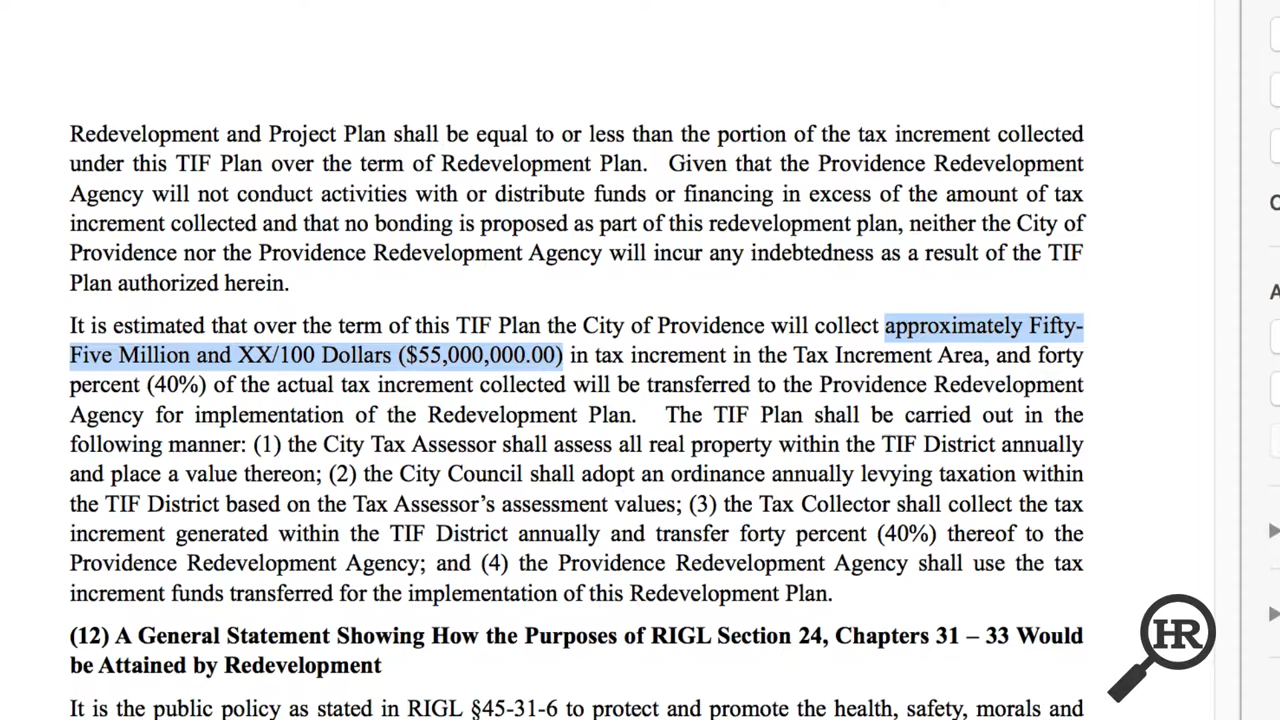 Redevelopment and Project Plan shall be equal to or less than the portion of the tax increment collected
under this TIF Plan over the term of Redevelopment Plan. Given that the Providence Redevelopment
Agency will not conduct activities with or distribute funds or financing in excess of the amount of tax
increment collected and that no bonding is proposed as part of this redevelopment plan, neither the City of
Providence nor the Providence Redevelopment Agency will incur any indebtedness as a result of the TIF
Plan authorized herein.
It is estimated that over the term of this TIF Plan the City of Providence will collect approximately Fifty-
Five Million and XX/100 Dollars ($55,000,000.00) in tax increment in the Tax Increment Area, and forty
percent (40%) of the actual tax increment collected will be transferred to the Providence Redevelopment
Agency for implementation of the Redevelopment Plan. The TIF Plan shall be carried out in the
following manner: (1) the City Tax Assessor shall assess all real property within the TIF District annually
and place a value thereon; (2) the City Council shall adopt an ordinance annually levying taxation within
the TIF District based on the Tax Assessor's assessment values; (3) the Tax Collector shall collect the tax
increment generated within the TIF District annually and transfer forty percent (40%) thereof to the
Providence Redevelopment Agency; and (4) the Providence Redevelopment Agency shall use the tax
increment funds transferred for the implementation of this Redevelopment Plan.
(12) A General Statement Showing How the Purposes of RIGL Section 24, Chapters 31 – 33 Would
be Attained by Redevelopment
It is the public policy as stated in RIGL §45-31-6 to protect and promote the health, safety, morals and
HR